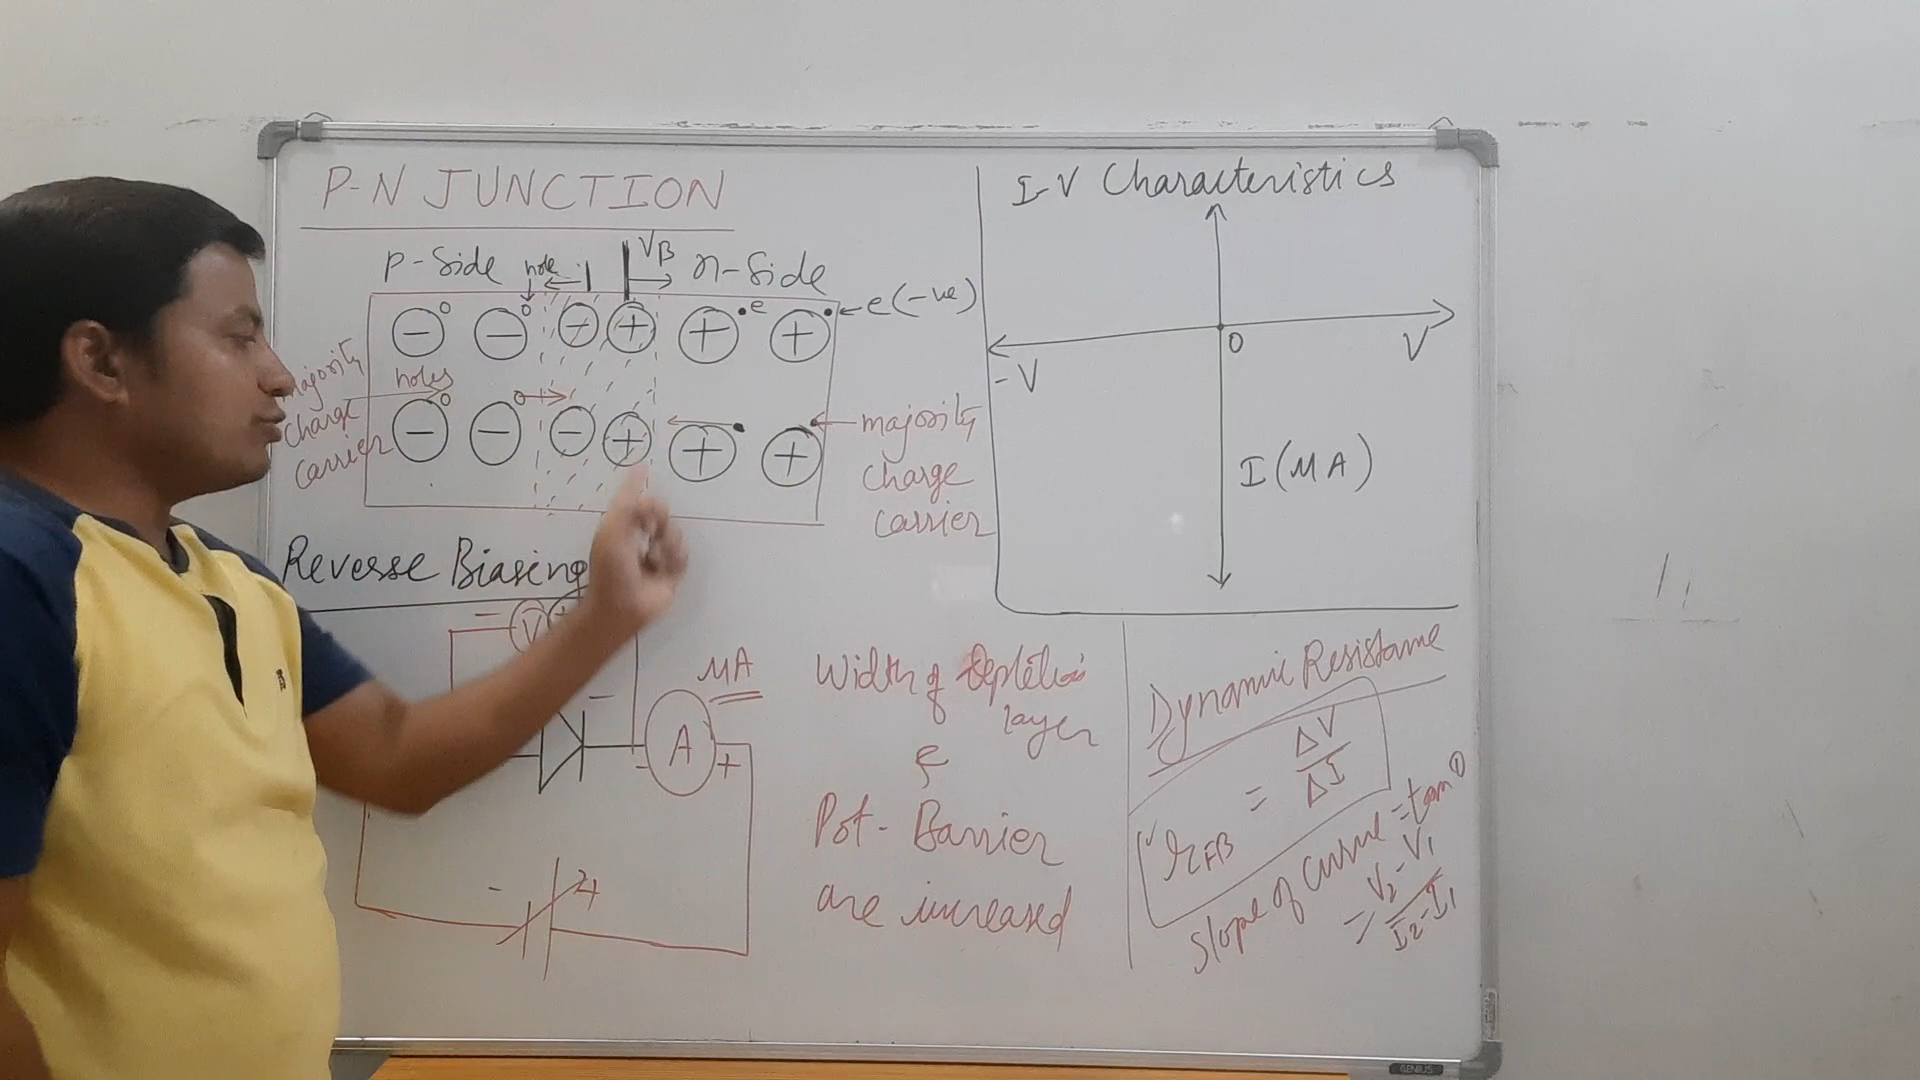 P-N JUNCTION
P-Side
hole
VB
n-Side
e
e(-ve)
holes
majority
charge
carrier
majority
charge
carrier
Reverse Biasing
- V +
-
MA
- A +
-
Width of Depletion
layer
&
Pot- Barrier
are increased
I-V Characteristics
O
V
-V
I (MA)
Dynamic Resistance
rFB = ΔV/ΔI
Slope of curve = tan θ
= V2-V1/I2-I1
GENIUS